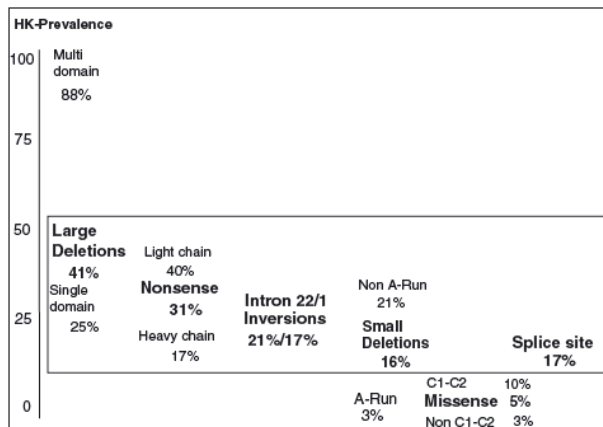 HK-Prevalence
100
Multi
domain
88%
75
50
Large
Deletions
41%
Single
domain
25%
Light chain
40%
Nonsense
31%
Heavy chain
17%
Intron 22/1
Inversions
21%/17%
Non A-Run
21%
Small
Deletions
16%
Splice site
17%
25
0
A-Run
3%
C1-C2 10%
Missense 5%
Non C1-C2 3%